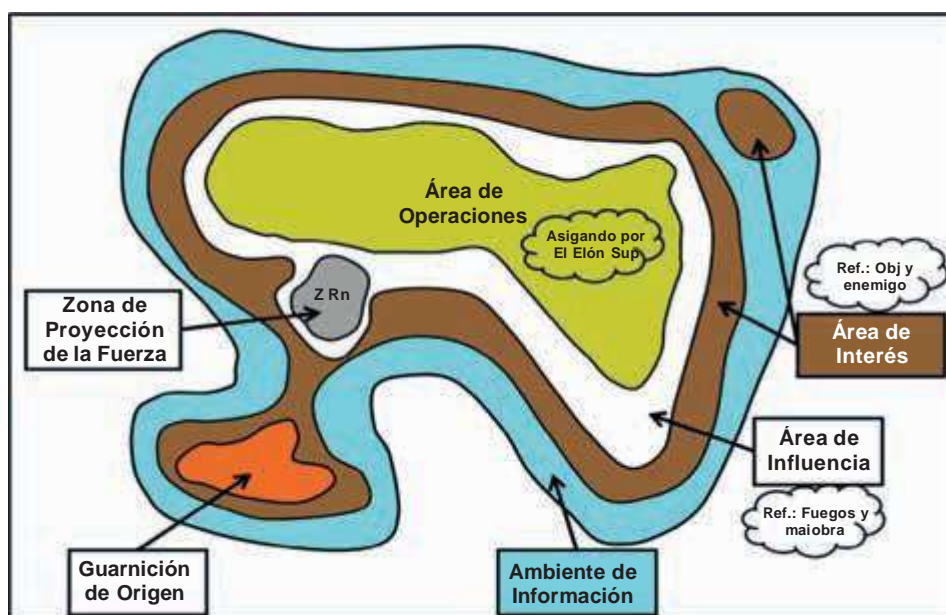 Área de
Operaciones
Asigando por
El Elón Sup
Ref.: Obj y
enemigo
Z Rn
Zona de
Proyección
de la Fuerza
Área de
Interés
Área de
Influencia
Ref.: Fuegos y
maiobra
Guarnición
de Origen
Ambiente de
Información